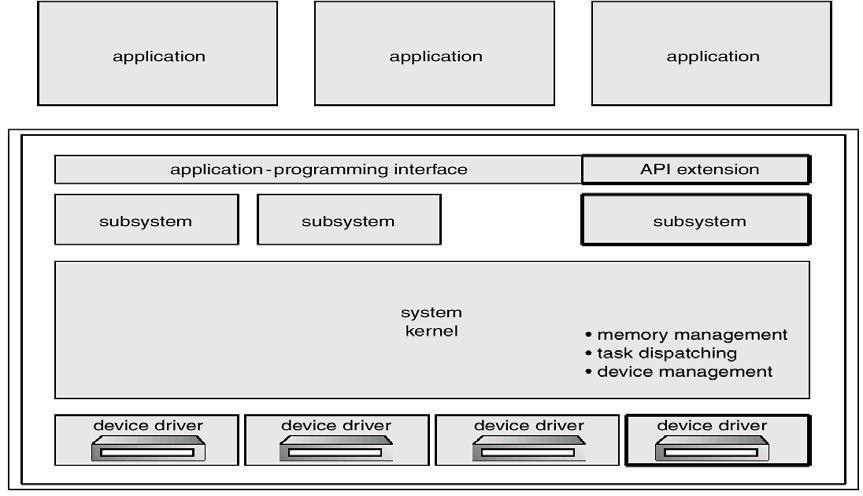 application
application
application
application-programming interface
API extension
subsystem
subsystem
subsystem
system
kernel
• memory management
• task dispatching
• device management
device driver
device driver
device driver
device driver